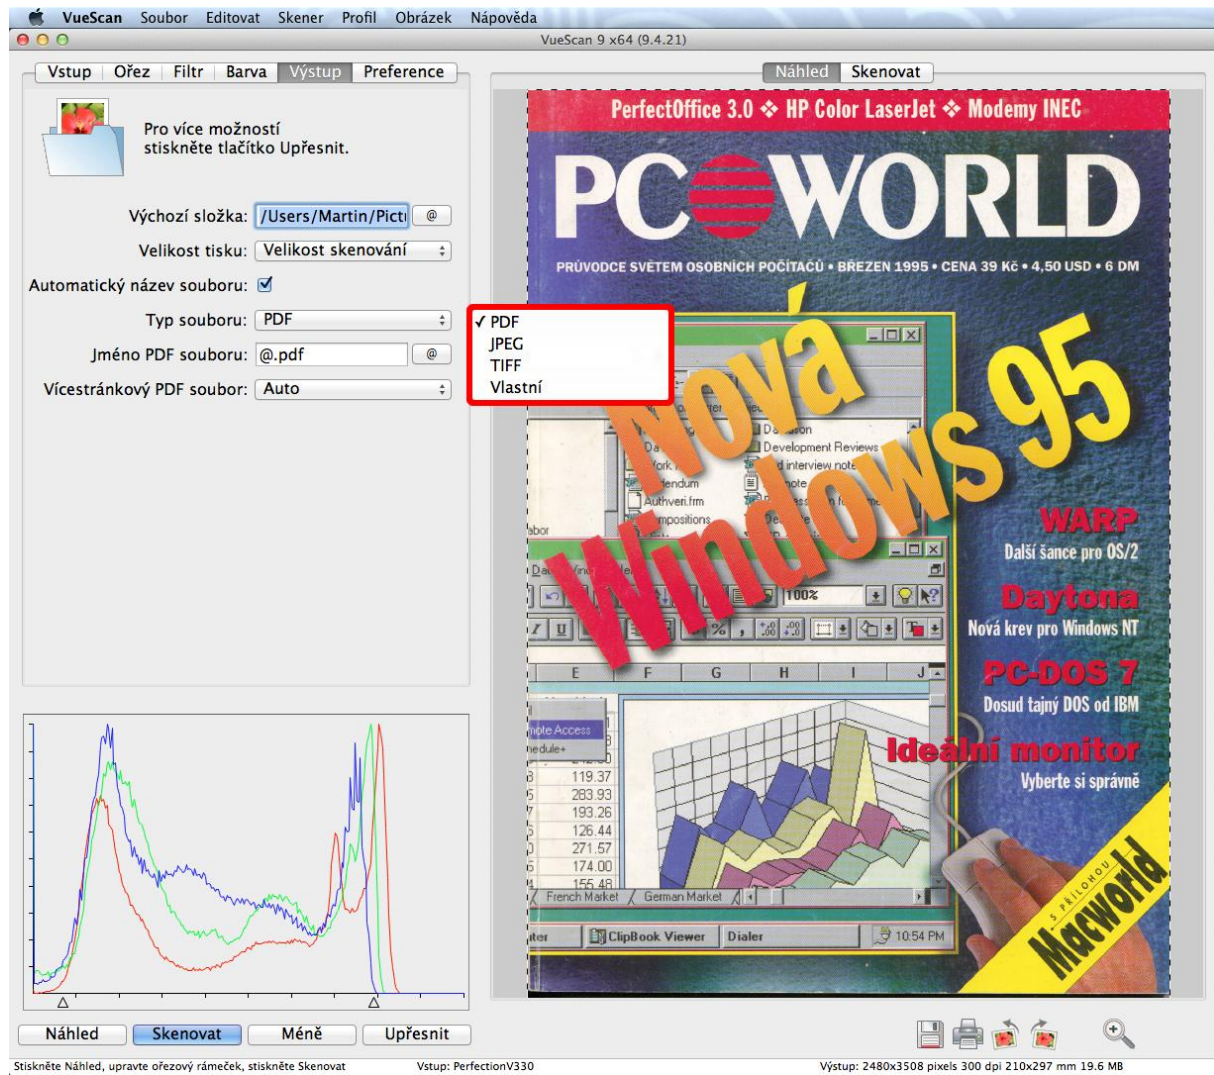 VueScan Soubor Editovat Skener Profil Obrázek Nápověda
VueScan 9 x64 (9.4.21)
Vstup Ořez Filtr Barva Výstup Preference
Náhled Skenovat
Pro více možností
stiskněte tlačítko Upřesnit.
Výchozí složka: /Users/Martin/Pictu @
Velikost tisku: Velikost skenování
Automatický název souboru:
Typ souboru: PDF
Jméno PDF souboru: @.pdf @
Vícestránkový PDF soubor: Auto
✓ PDF
JPEG
TIFF
Vlastní
PerfectOffice 3.0 ❖ HP Color LaserJet ❖ Modemy INEC
PC WORLD
PRŮVODCE SVĚTEM OSOBNÍCH POČÍTAČŮ • BŘEZEN 1995 • CENA 39 Kč • 4,50 USD • 6 DM
Nová
Windows 95
Development Reviews
Authveri.frm
100%
E F G H I J
119.37
283.93
193.26
126.44
271.57
174.00
155.48
French Market German Market
ClipBook Viewer Dialer 10:54 PM
WARP
Další šance pro OS/2
Daytona
Nová krev pro Windows NT
PC-DOS 7
Dosud tajný DOS od IBM
Ideální monitor
Vyberte si správně
S PŘÍLOHOU
Macworld
Náhled Skenovat Méně Upřesnit
Stiskněte Náhled, upravte ořezový rámeček, stiskněte Skenovat Vstup: PerfectionV330 Výstup: 2480x3508 pixels 300 dpi 210x297 mm 19.6 MB